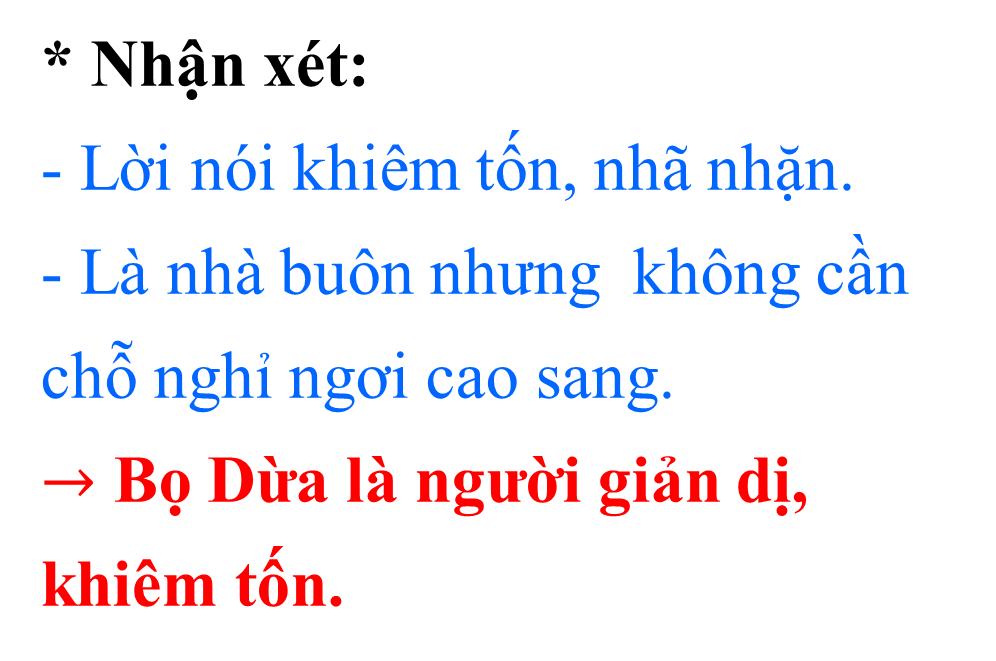 * Nhận xét:
- Lời nói khiêm tốn, nhã nhặn.
- Là nhà buôn nhưng  không cần
chỗ nghỉ ngơi cao sang.
→ Bọ Dừa là người giản dị,
khiêm tốn.